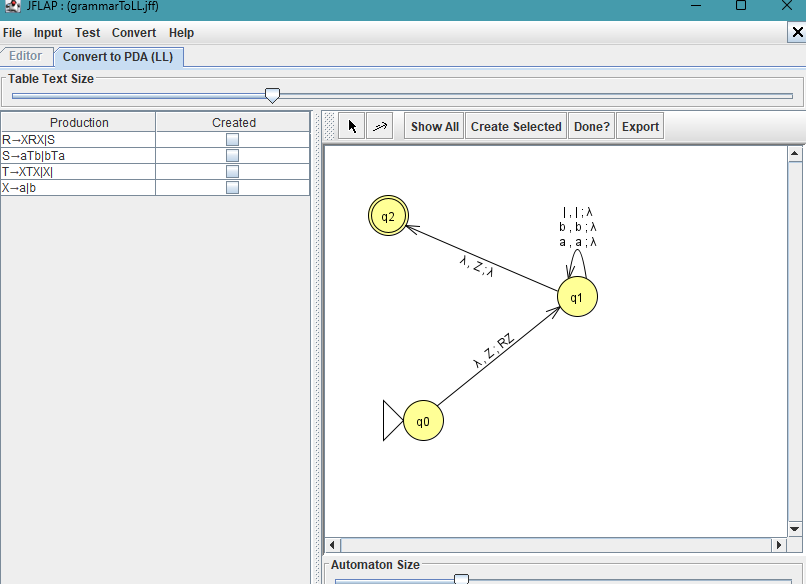 JFLAP : (grammarToLL.jff)
File Input Test Convert Help
Editor Convert to PDA (LL)
Table Text Size
Production Created
R→XRX|S
S→aTb|bTa
T→XTX|X|
X→a|b
Show All Create Selected Done? Export
| , | ; λ
b , b ; λ
a , a ; λ
q2
λ , Z ; λ
q1
λ , Z ; RZ
q0
Automaton Size